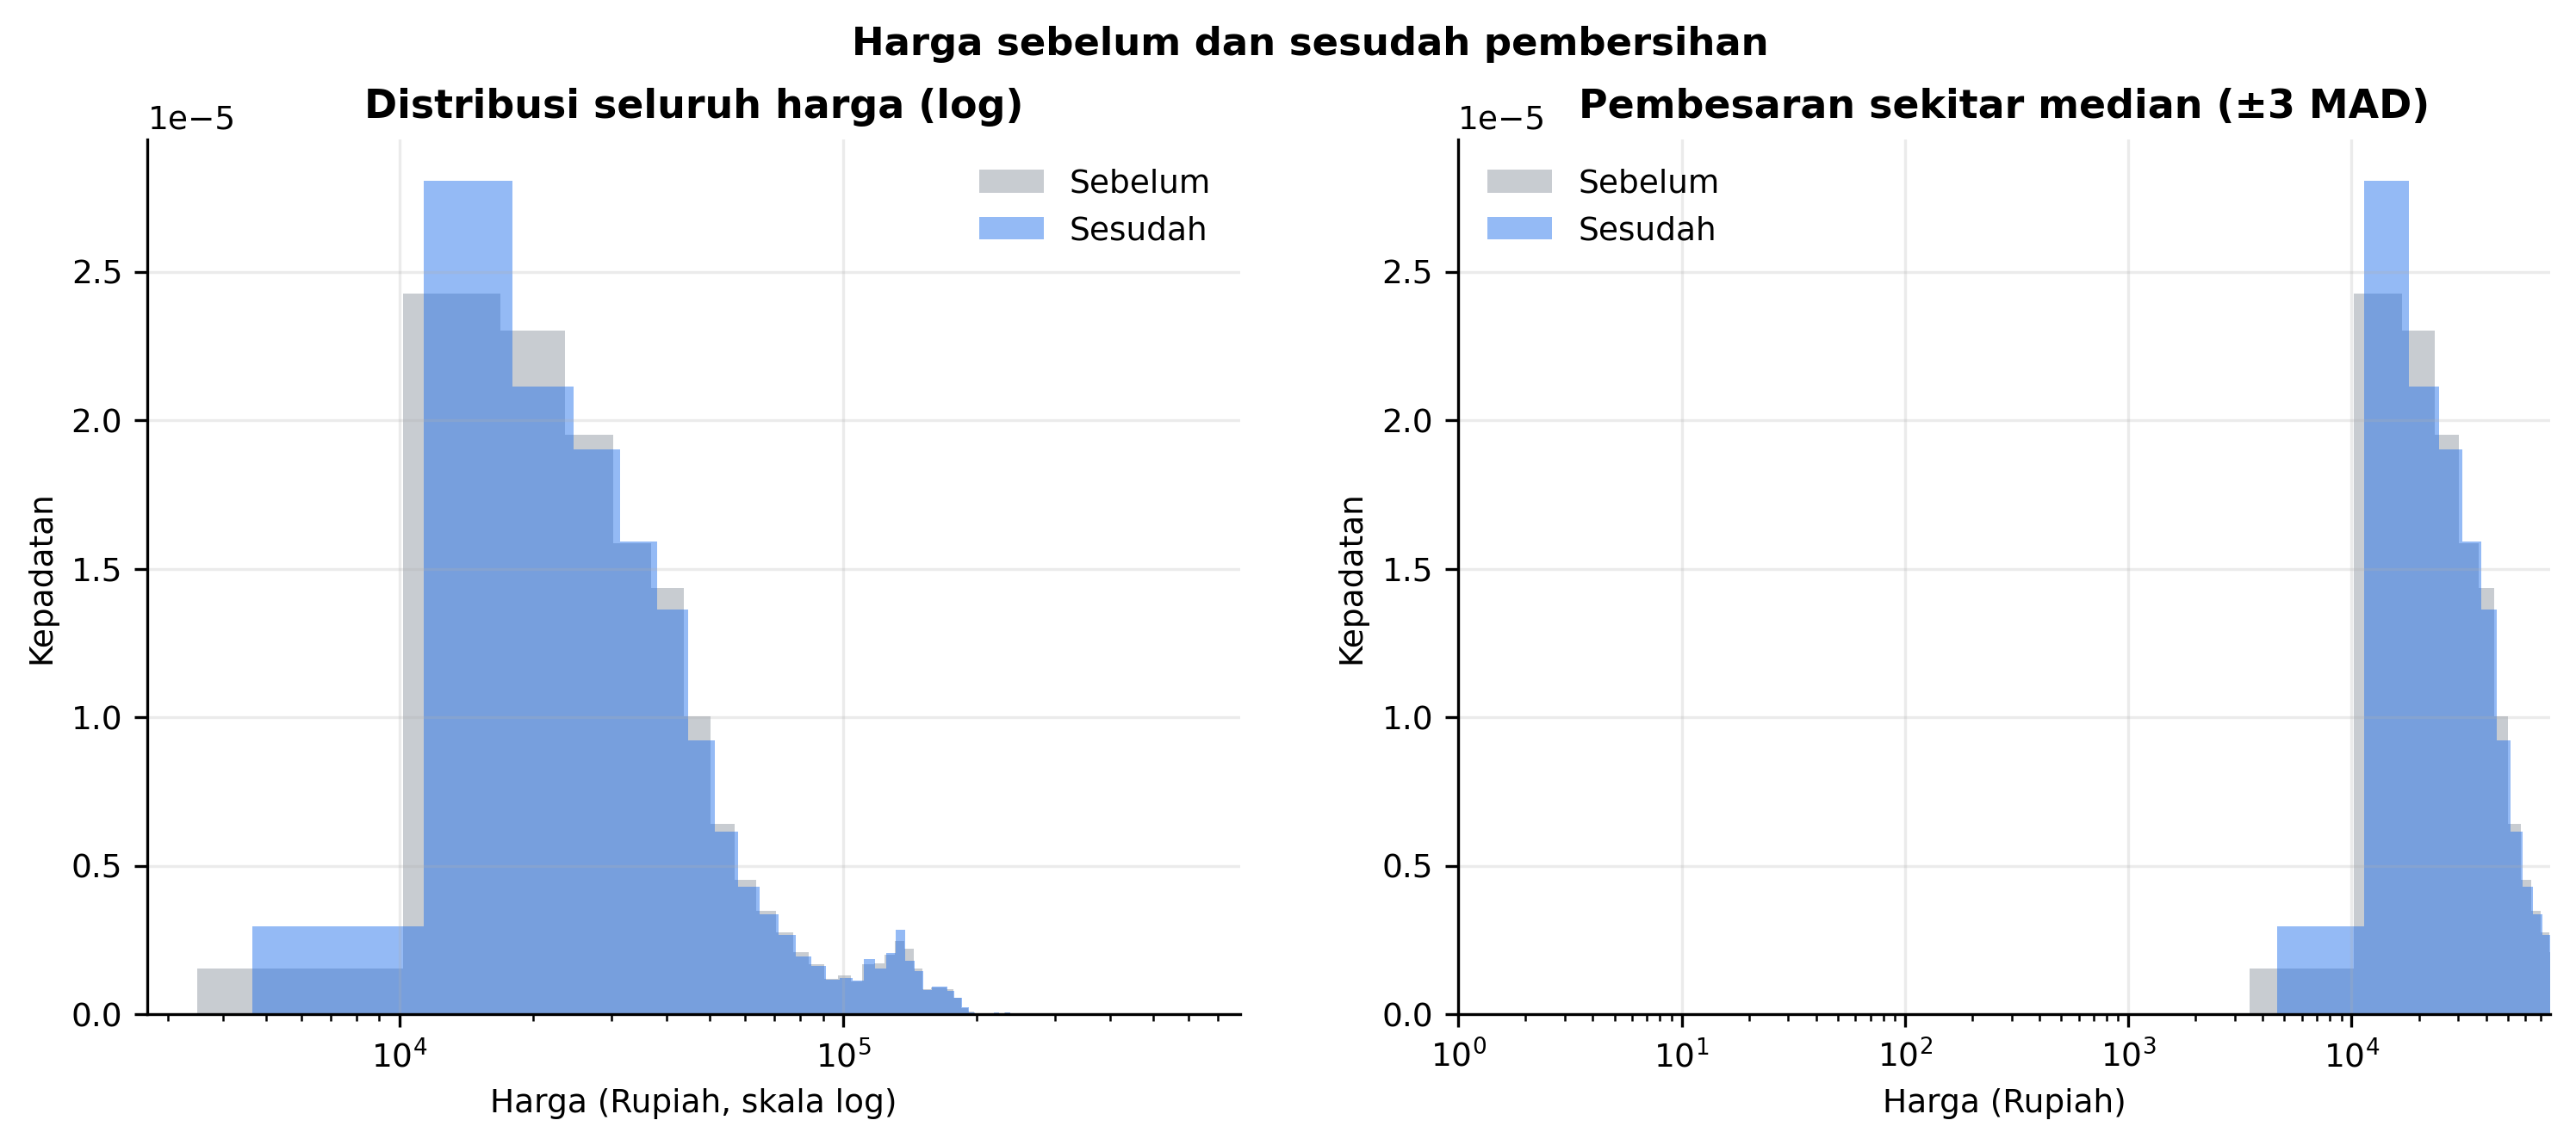 Harga sebelum dan sesudah pembersihan
Distribusi seluruh harga (log)
1e−5
Sebelum
Sesudah
2.5
2.0
1.5
1.0
0.5
0.0
Kepadatan
10⁴
10⁵
Harga (Rupiah, skala log)
Pembesaran sekitar median (±3 MAD)
1e−5
Sebelum
Sesudah
2.5
2.0
1.5
1.0
0.5
0.0
Kepadatan
10⁰
10¹
10²
10³
10⁴
Harga (Rupiah)